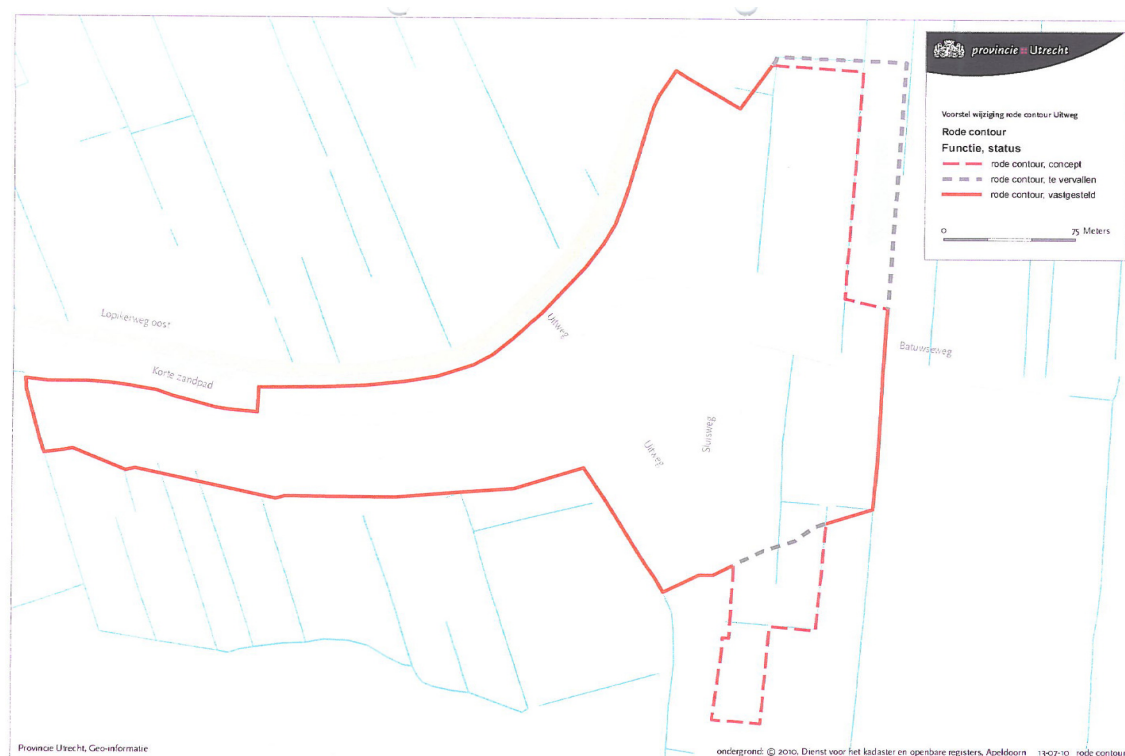 provincie Utrecht
Voorstel wijziging rode contour Uitweg
Rode contour
Functie, status
rode contour, concept
rode contour, te vervallen
rode contour, vastgesteld
0 75 Meters
Lopikerweg oost
Korte zandpad
Uitweg
Batuwseweg
Uitweg
Sluisweg
Provincie Utrecht, Geo-informatie
ondergrond: © 2010, Dienst voor het kadaster en openbare registers, Apeldoorn 13-07-10 rode contour